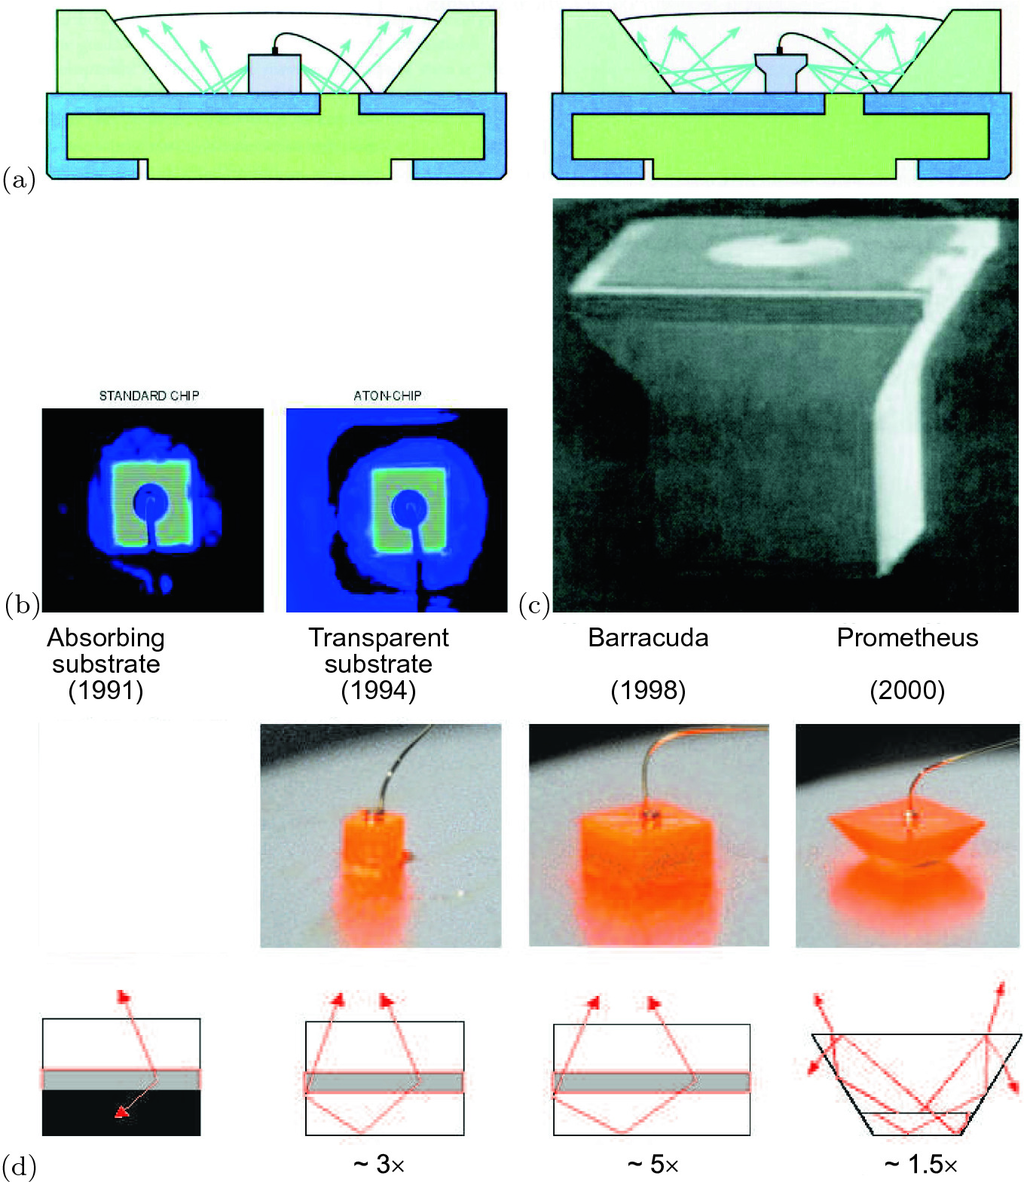 (a)
STANDARD CHIP
ATON-CHIP
(b)
(c)
Absorbing
substrate
(1991)
Transparent
substrate
(1994)
Barracuda
(1998)
Prometheus
(2000)
(d)
~ 3×
~ 5×
~ 1.5×